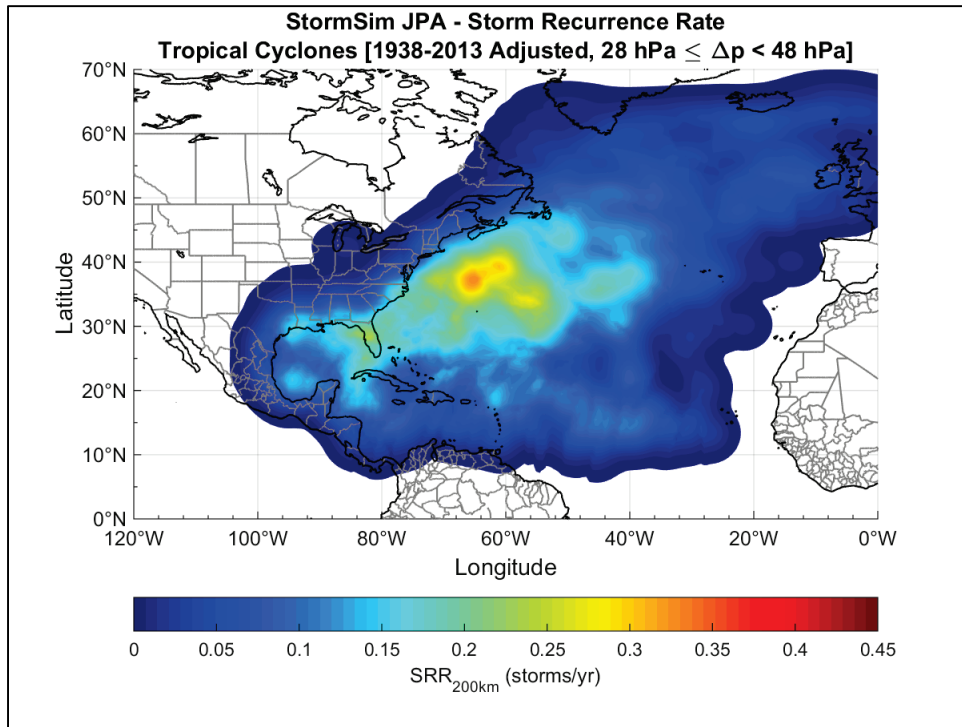 StormSim JPA - Storm Recurrence Rate
Tropical Cyclones [1938-2013 Adjusted, 28 hPa ≤ Δp < 48 hPa]
70°N
60°N
50°N
40°N
30°N
20°N
10°N
0°N
Latitude
120°W 100°W 80°W 60°W 40°W 20°W 0°W
Longitude
0 0.05 0.1 0.15 0.2 0.25 0.3 0.35 0.4 0.45
SRR200km (storms/yr)